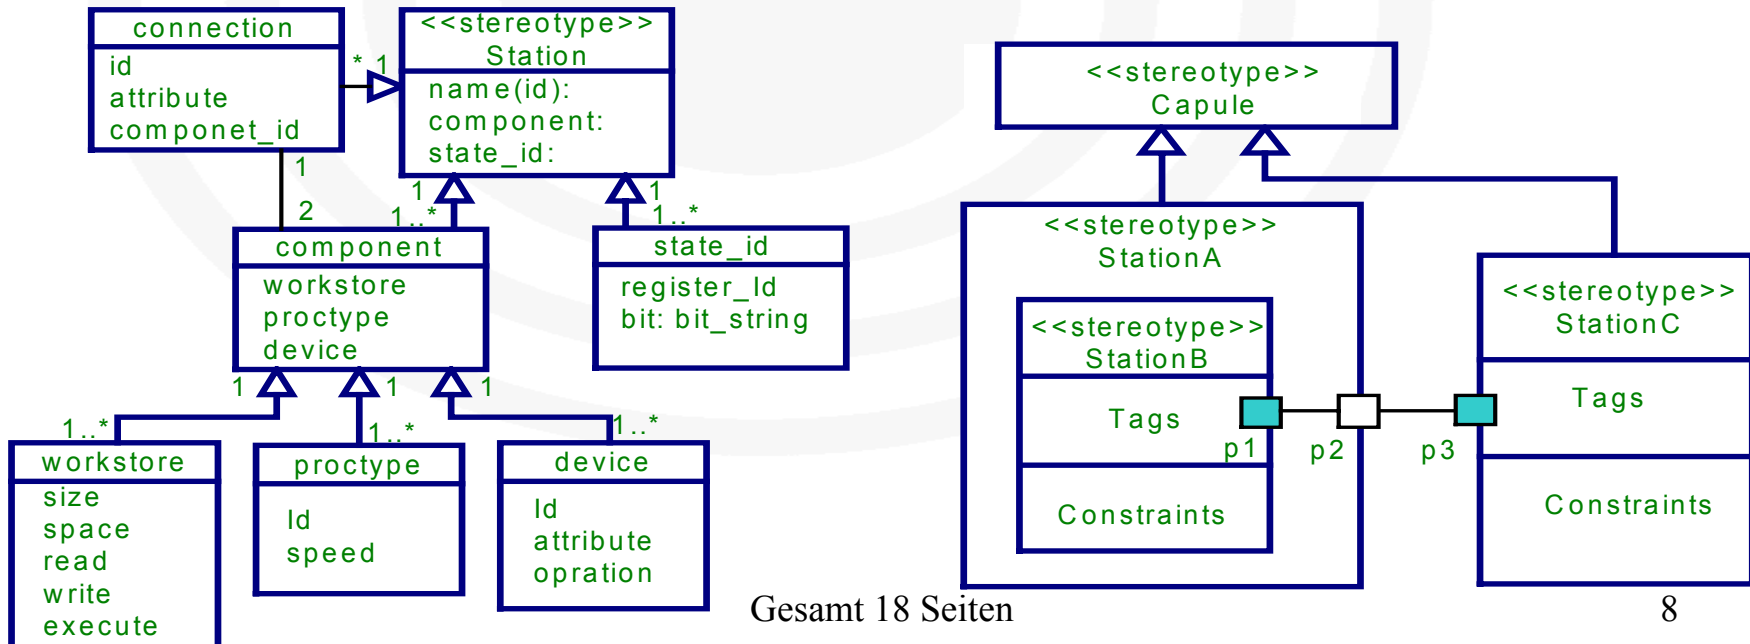 connection
id
attribute
componet_id
* 1
<<stereotype>>
Station
name(id):
component:
state_id:
1
2
1
1..*
1
1..*
component
workstore
proctype
device
state_id
register_Id
bit: bit_string
1
1
1
1..*
1..*
1..*
workstore
size
space
read
write
execute
proctype
Id
speed
device
Id
attribute
opration
<<stereotype>>
Capule
<<stereotype>>
StationA
<<stereotype>>
StationB
Tags
Constraints
p1
p2
p3
<<stereotype>>
StationC
Tags
Constraints
Gesamt 18 Seiten
8